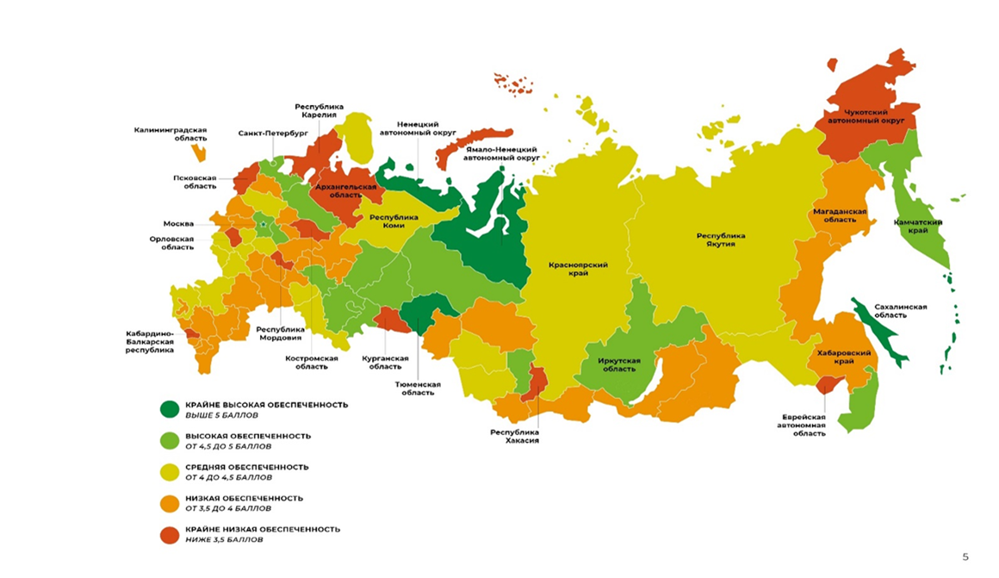 Республика
Карелия
Калининградская
область
Санкт-Петербург
Ненецкий
автономный округ
Ямало-Ненецкий
автономный округ
Чукотский
автономный округ
Псковская
область
Архангельская
область
Республика
Коми
Магаданская
область
Камчатский
край
Москва
Орловская
область
Республика
Якутия
Красноярский
край
Сахалинская
область
Кабардино-
Балкарская
республика
Республика
Мордовия
Костромская
область
Курганская
область
Тюменская
область
Иркутская
область
Хабаровский
край
Республика
Хакасия
Еврейская
автономная
область
КРАЙНЕ ВЫСОКАЯ ОБЕСПЕЧЕННОСТЬ
ВЫШЕ 5 БАЛЛОВ
ВЫСОКАЯ ОБЕСПЕЧЕННОСТЬ
ОТ 4,5 ДО 5 БАЛЛОВ
СРЕДНЯЯ ОБЕСПЕЧЕННОСТЬ
ОТ 4 ДО 4,5 БАЛЛОВ
НИЗКАЯ ОБЕСПЕЧЕННОСТЬ
ОТ 3,5 ДО 4 БАЛЛОВ
КРАЙНЕ НИЗКАЯ ОБЕСПЕЧЕННОСТЬ
НИЖЕ 3,5 БАЛЛОВ
5